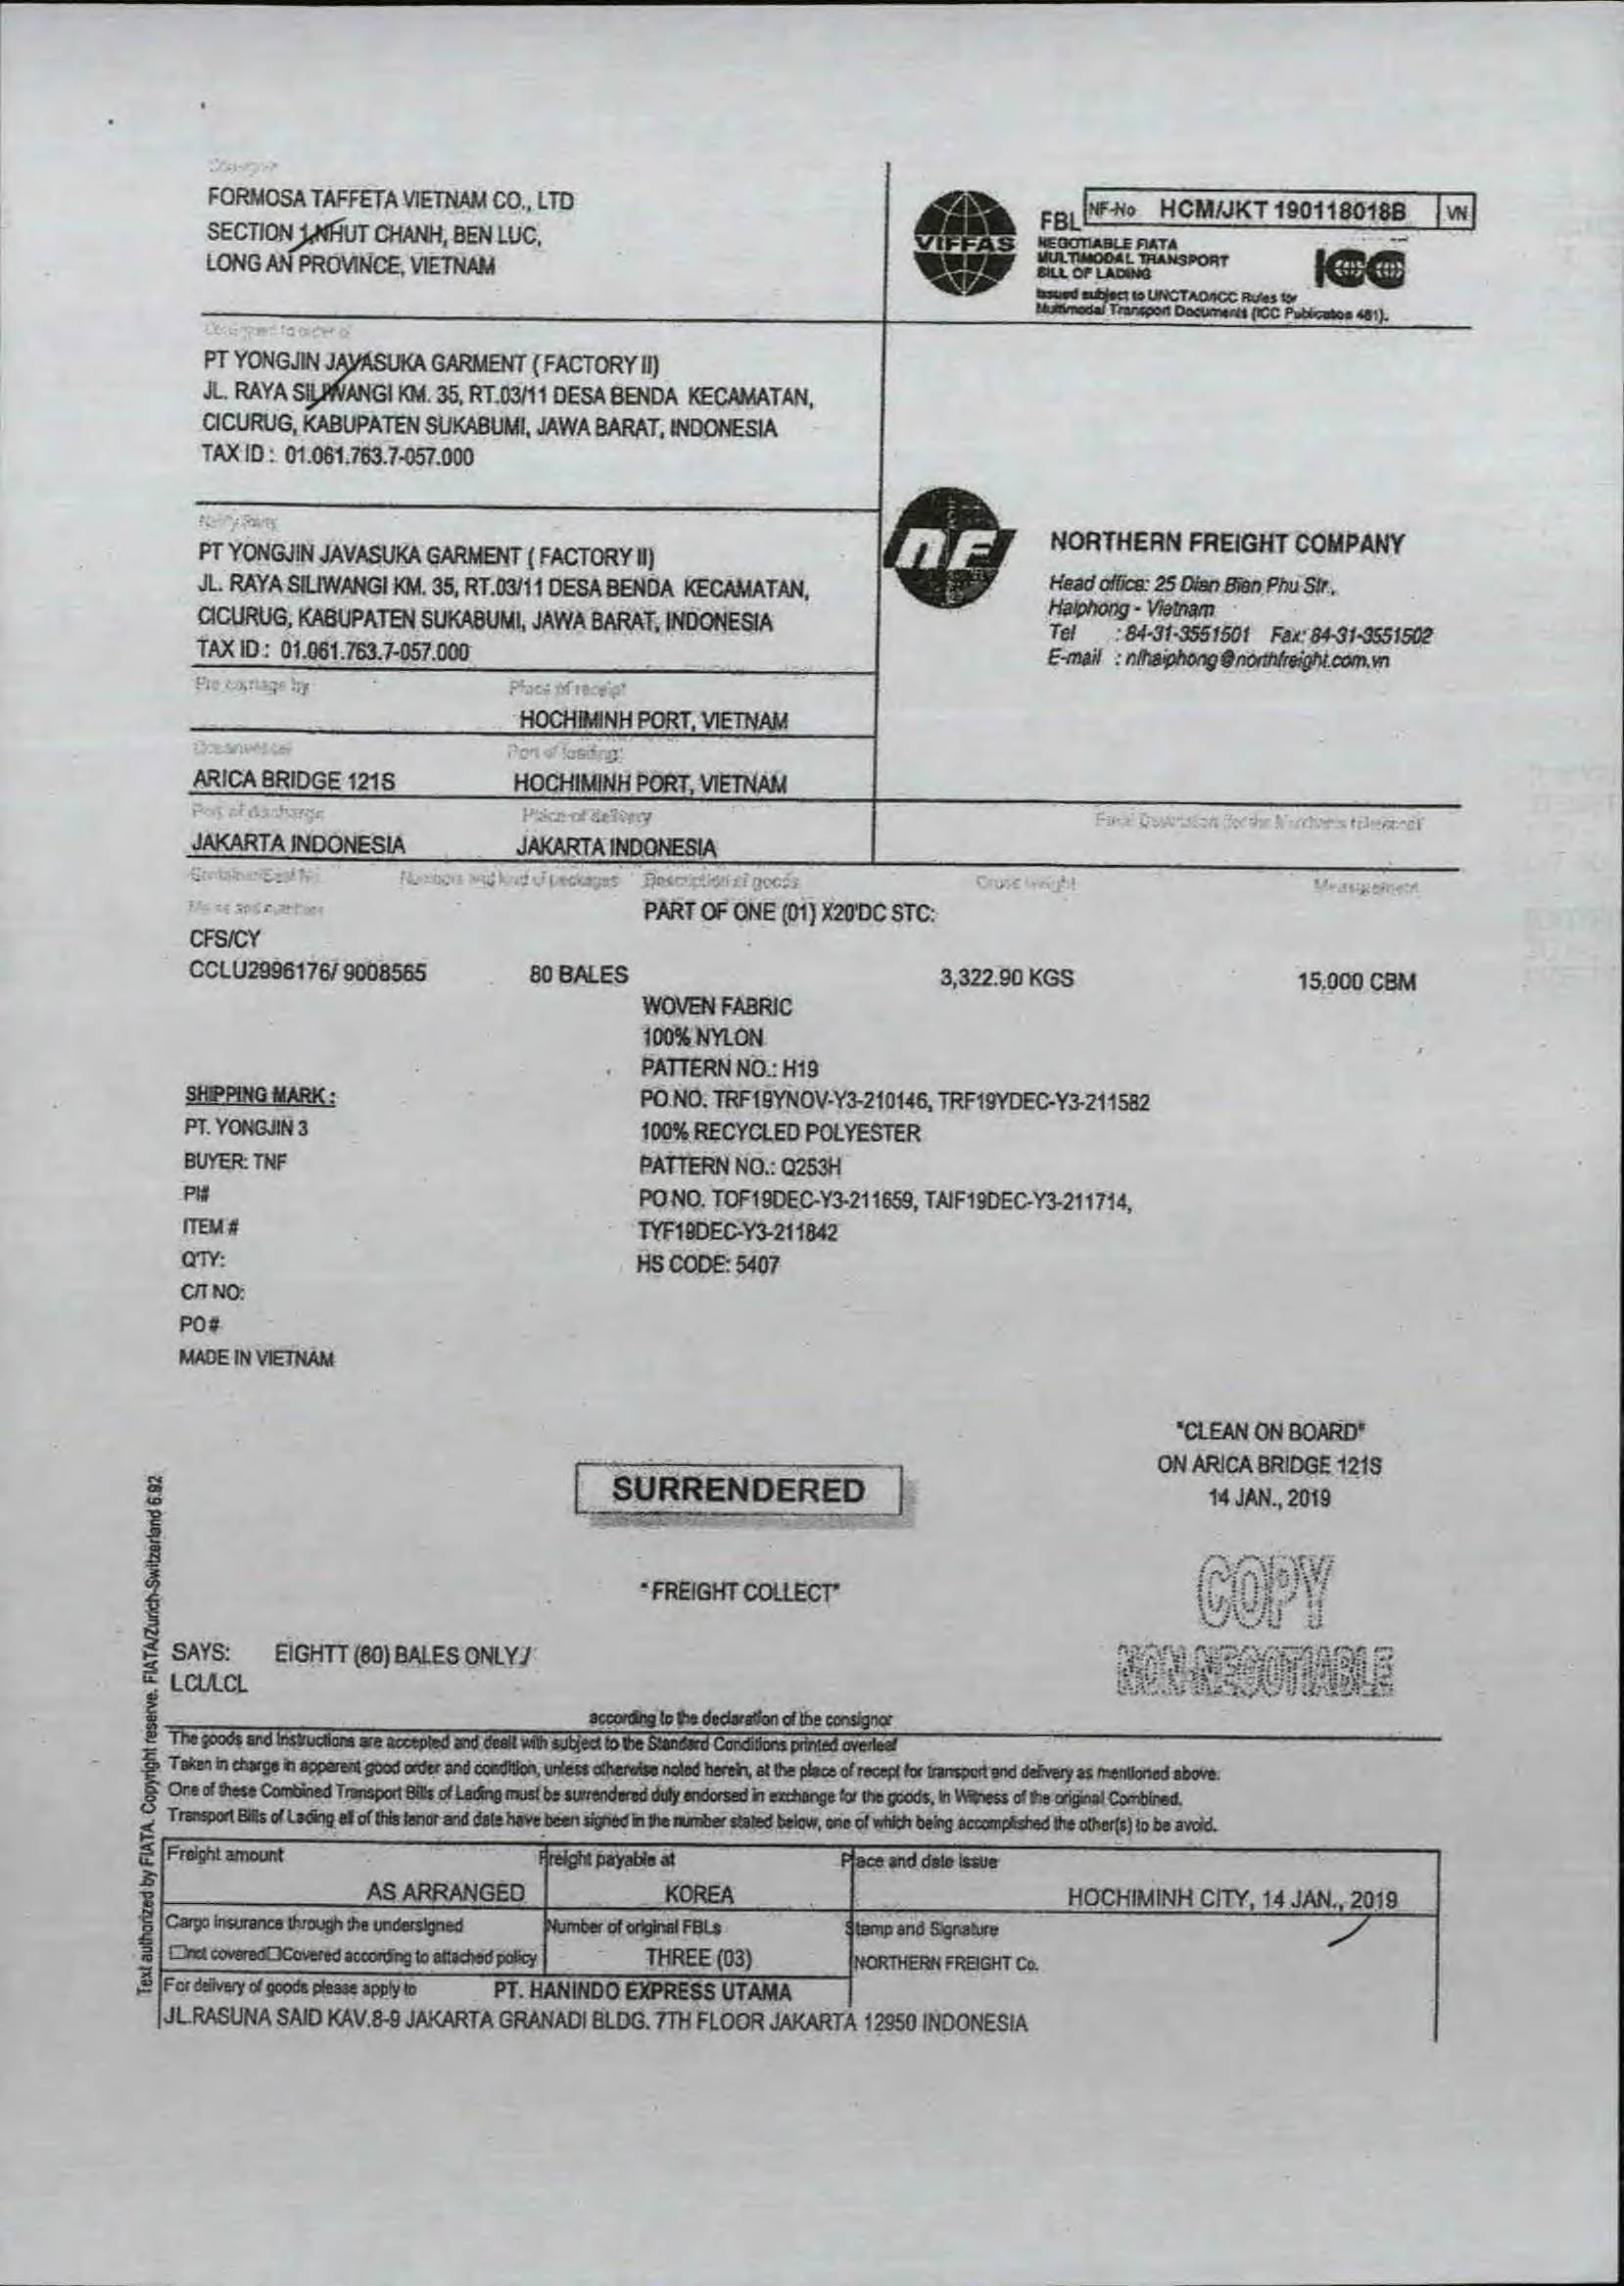 Consignor
FORMOSA TAFFETA VIETNAM CO., LTD
SECTION 1,NHUT CHANH, BEN LUC,
LONG AN PROVINCE, VIETNAM
VIFFAS
FBL NF-No HCM/JKT 190118018B VN
NEGOTIABLE FIATA
MULTIMODAL TRANSPORT
BILL OF LADING
ICC
Issued subject to UNCTAD/ICC Rules for
Multimodal Transport Documents (ICC Publication 481).
Consigned to order of
PT YONGJIN JAVASUKA GARMENT ( FACTORY II)
JL. RAYA SILIWANGI KM. 35, RT.03/11 DESA BENDA KECAMATAN,
CICURUG, KABUPATEN SUKABUMI, JAWA BARAT, INDONESIA
TAX ID : 01.061.763.7-057.000
Notify Party
PT YONGJIN JAVASUKA GARMENT ( FACTORY II)
JL. RAYA SILIWANGI KM. 35, RT.03/11 DESA BENDA KECAMATAN,
CICURUG, KABUPATEN SUKABUMI, JAWA BARAT, INDONESIA
TAX ID : 01.061.763.7-057.000
nF
NORTHERN FREIGHT COMPANY
Head office: 25 Dian Bian Phu Str.,
Haiphong - Vietnam
Tel : 84-31-3551501 Fax: 84-31-3551502
E-mail : nfhaiphong@northfreight.com.vn
Pre carriage by Place of receipt
HOCHIMINH PORT, VIETNAM
Ocean vessel Port of loading
ARICA BRIDGE 121S HOCHIMINH PORT, VIETNAM
Port of discharge Place of delivery
JAKARTA INDONESIA JAKARTA INDONESIA
Container/Seal No. Numbers and kind of packages Description of goods Gross weight Measurement
Marks and numbers PART OF ONE (01) X20'DC STC:
CFS/CY
CCLU2996176/ 9008565 80 BALES 3,322.90 KGS 15.000 CBM
WOVEN FABRIC
100% NYLON
PATTERN NO.: H19
SHIPPING MARK : PO.NO. TRF19YNOV-Y3-210146, TRF19YDEC-Y3-211582
PT. YONGJIN 3 100% RECYCLED POLYESTER
BUYER: TNF PATTERN NO.: Q253H
PI# PO NO. TOF19DEC-Y3-211659, TAIF19DEC-Y3-211714,
ITEM # TYF19DEC-Y3-211842
Q'TY: HS CODE: 5407
C/T NO:
PO #
MADE IN VIETNAM
"CLEAN ON BOARD"
ON ARICA BRIDGE 121S
14 JAN., 2019
SURRENDERED
"FREIGHT COLLECT"
COPY
NON-NEGOTIABLE
SAYS: EIGHTT (80) BALES ONLY./
LCL/LCL
according to the declaration of the consignor
The goods and instructions are accepted and dealt with subject to the Standard Conditions printed overleaf
Taken in charge in apparent good order and condition, unless otherwise noted herein, at the place of recept for transport and delivery as mentioned above.
One of these Combined Transport Bills of Lading must be surrendered duly endorsed in exchange for the goods, In Witness of the original Combined.
Transport Bills of Lading all of this tenor and date have been signed in the number stated below, one of which being accomplished the other(s) to be avoid.
Text authorized by FIATA. Copyright reserve. FIATA/Zurich-Switzerland 6.92
Freight amount Freight payable at Place and date issue
AS ARRANGED KOREA HOCHIMINH CITY, 14 JAN., 2019
Cargo insurance through the undersigned Number of original FBLs Stamp and Signature
not covered Covered according to attached policy THREE (03) NORTHERN FREIGHT Co.
For delivery of goods please apply to PT. HANINDO EXPRESS UTAMA
JL.RASUNA SAID KAV.8-9 JAKARTA GRANADI BLDG. 7TH FLOOR JAKARTA 12950 INDONESIA